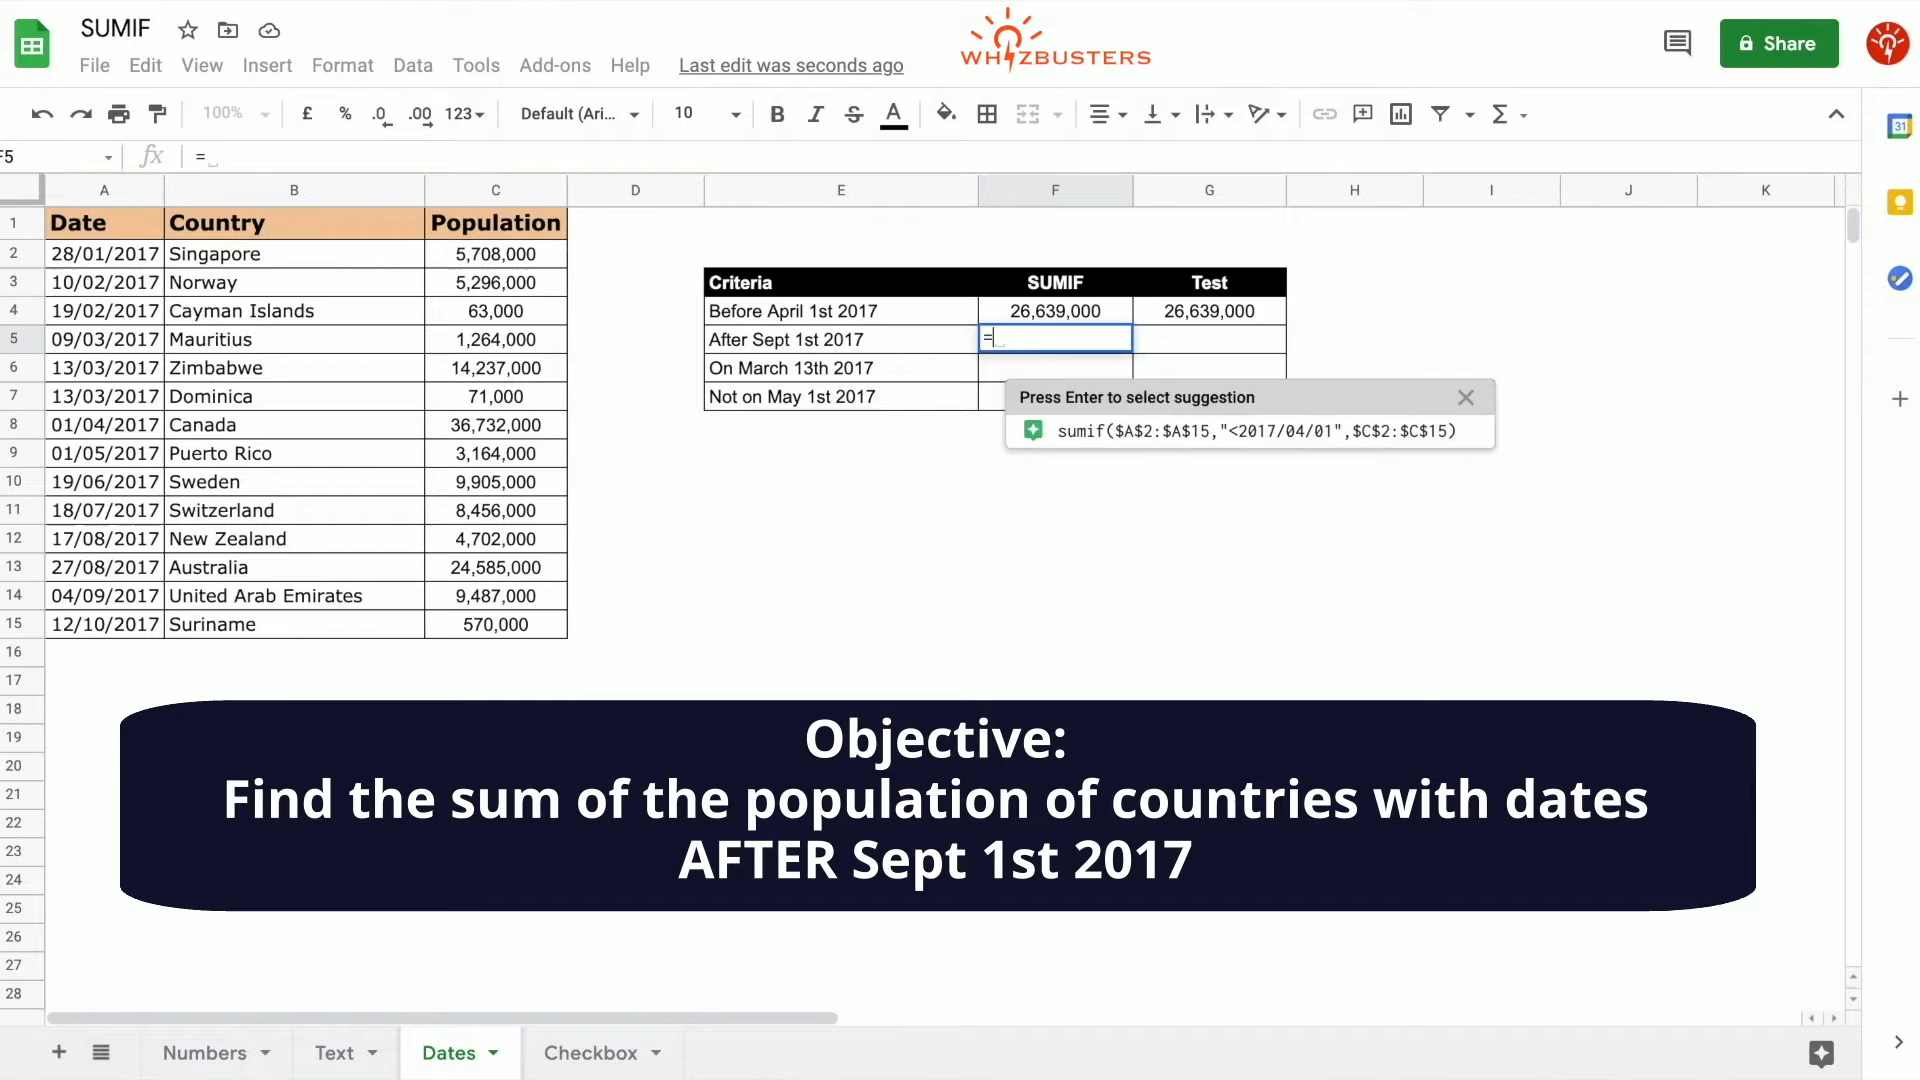 SUMIF
WHIZBUSTERS
Share
File Edit View Insert Format Data Tools Add-ons Help Last edit was seconds ago
100% £ % .0 .00 123 Default (Ari... 10 B I S A Σ
31
F5 fx =
A B C D E F G H I J K
1 Date Country Population
2 28/01/2017 Singapore 5,708,000
3 10/02/2017 Norway 5,296,000 Criteria SUMIF Test
4 19/02/2017 Cayman Islands 63,000 Before April 1st 2017 26,639,000 26,639,000
5 09/03/2017 Mauritius 1,264,000 After Sept 1st 2017 =
6 13/03/2017 Zimbabwe 14,237,000 On March 13th 2017
7 13/03/2017 Dominica 71,000 Not on May 1st 2017 Press Enter to select suggestion
8 01/04/2017 Canada 36,732,000 sumif($A$2:$A$15,"<2017/04/01",$C$2:$C$15)
9 01/05/2017 Puerto Rico 3,164,000
10 19/06/2017 Sweden 9,905,000
11 18/07/2017 Switzerland 8,456,000
12 17/08/2017 New Zealand 4,702,000
13 27/08/2017 Australia 24,585,000
14 04/09/2017 United Arab Emirates 9,487,000
15 12/10/2017 Suriname 570,000
16
17
18
19
20
21
22
23
24
25
26
27
28
Objective:
Find the sum of the population of countries with dates
AFTER Sept 1st 2017
Numbers Text Dates Checkbox